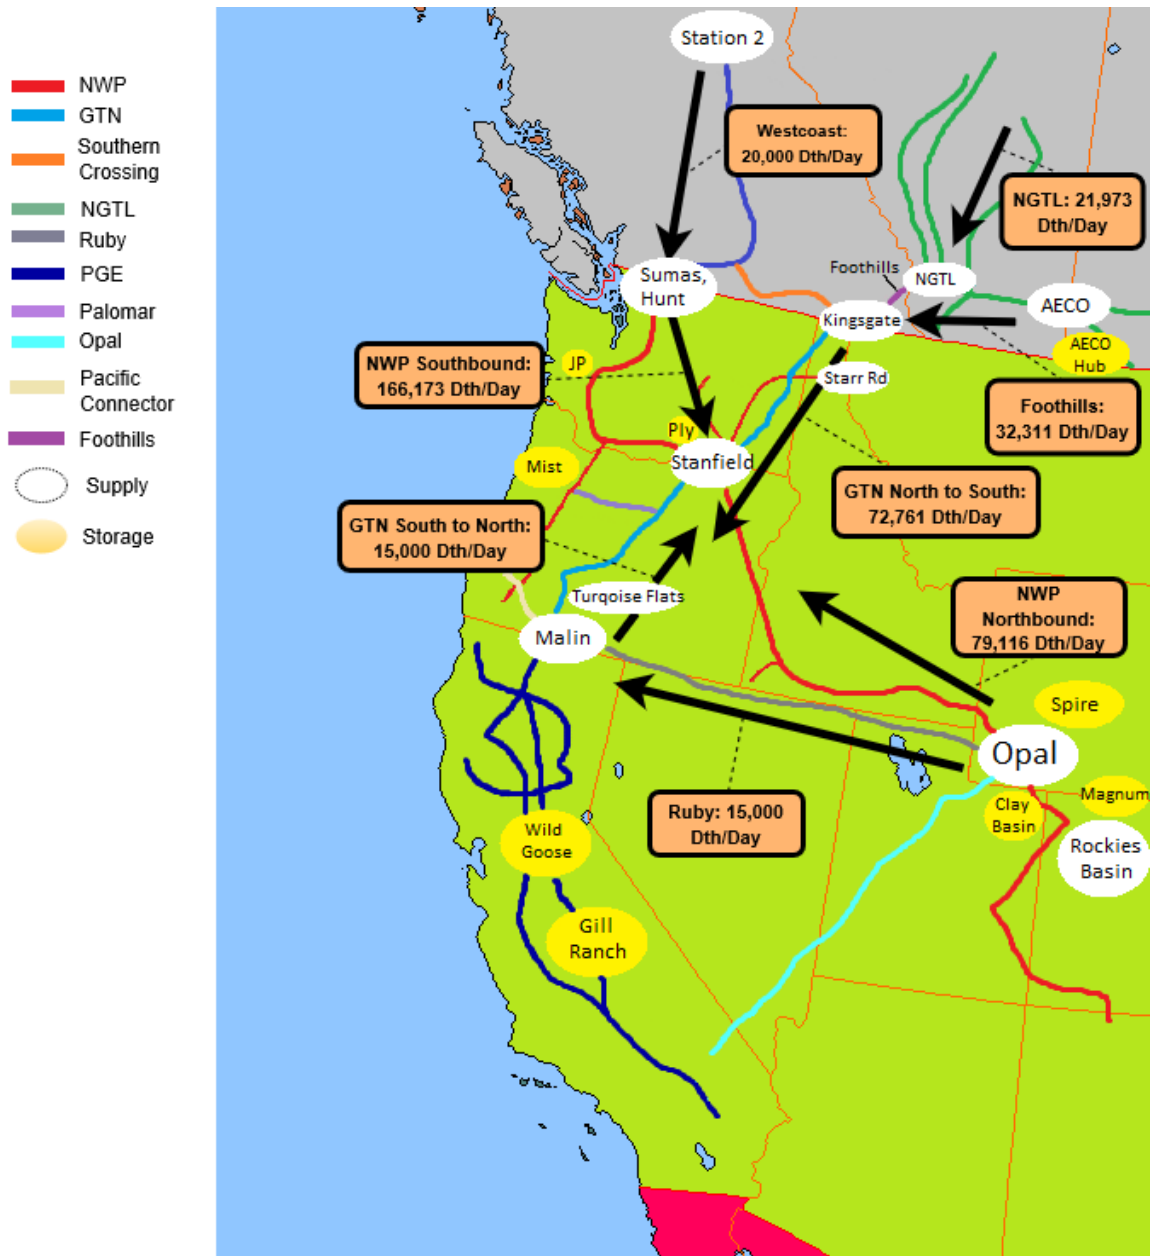 NWP
GTN
Southern
Crossing
NGTL
Ruby
PGE
Palomar
Opal
Pacific
Connector
Foothills
Supply
Storage
Station 2
Westcoast:
20,000 Dth/Day
NGTL: 21,973
Dth/Day
Foothills
NGTL
Sumas,
Hunt
AECO
Kingsgate
AECO
Hub
NWP Southbound:
166,173 Dth/Day
JP
Starr Rd
Foothills:
32,311 Dth/Day
Ply
Stanfield
Mist
GTN North to South:
72,761 Dth/Day
GTN South to North:
15,000 Dth/Day
Turqoise Flats
NWP
Northbound:
79,116 Dth/Day
Malin
Spire
Opal
Magnum
Clay
Basin
Ruby: 15,000
Dth/Day
Rockies
Basin
Wild
Goose
Gill
Ranch